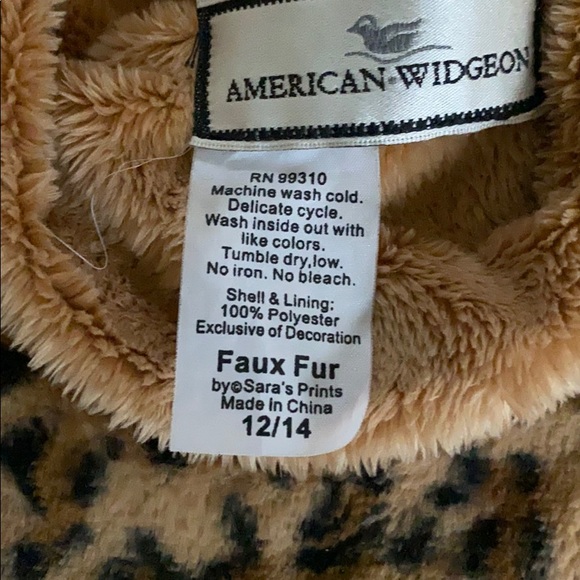 AMERICAN-WIDGEON
RN 99310
Machine wash cold.
Delicate cycle.
Wash inside out with
like colors.
Tumble dry,low.
No iron. No bleach.
Shell & Lining;
100% Polyester
Exclusive of Decoration
Faux Fur
by©Sara's Prints
Made in China
12/14